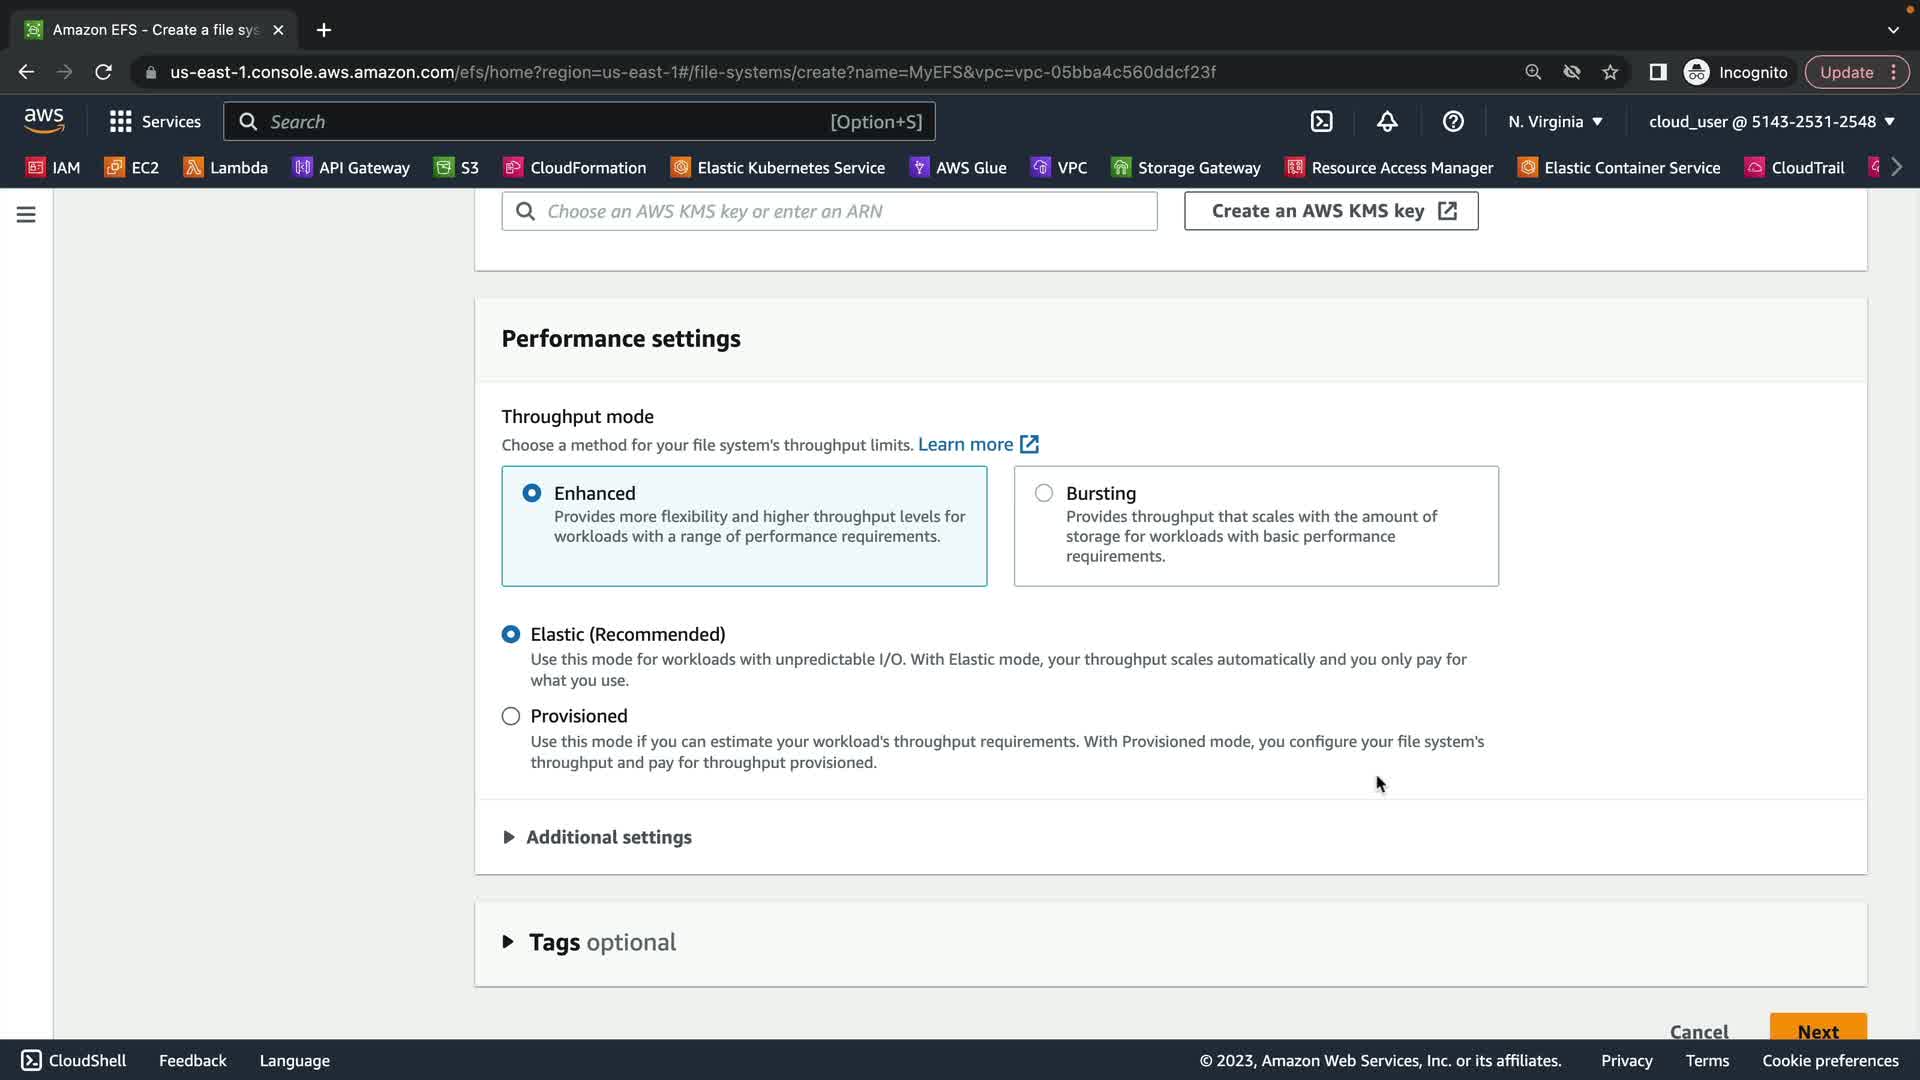 Amazon EFS - Create a file sys
us-east-1.console.aws.amazon.com/efs/home?region=us-east-1#/file-systems/create?name=MyEFS&vpc=vpc-05bba4c560ddcf23f
Incognito
Update
aws
Services
Search
[Option+S]
N. Virginia
cloud_user @ 5143-2531-2548
IAM
EC2
Lambda
API Gateway
S3
CloudFormation
Elastic Kubernetes Service
AWS Glue
VPC
Storage Gateway
Resource Access Manager
Elastic Container Service
CloudTrail
Choose an AWS KMS key or enter an ARN
Create an AWS KMS key
Performance settings
Throughput mode
Choose a method for your file system's throughput limits. Learn more
Enhanced
Provides more flexibility and higher throughput levels for
workloads with a range of performance requirements.
Bursting
Provides throughput that scales with the amount of
storage for workloads with basic performance
requirements.
Elastic (Recommended)
Use this mode for workloads with unpredictable I/O. With Elastic mode, your throughput scales automatically and you only pay for
what you use.
Provisioned
Use this mode if you can estimate your workload's throughput requirements. With Provisioned mode, you configure your file system's
throughput and pay for throughput provisioned.
Additional settings
Tags optional
Cancel
Next
CloudShell
Feedback
Language
© 2023, Amazon Web Services, Inc. or its affiliates.
Privacy
Terms
Cookie preferences